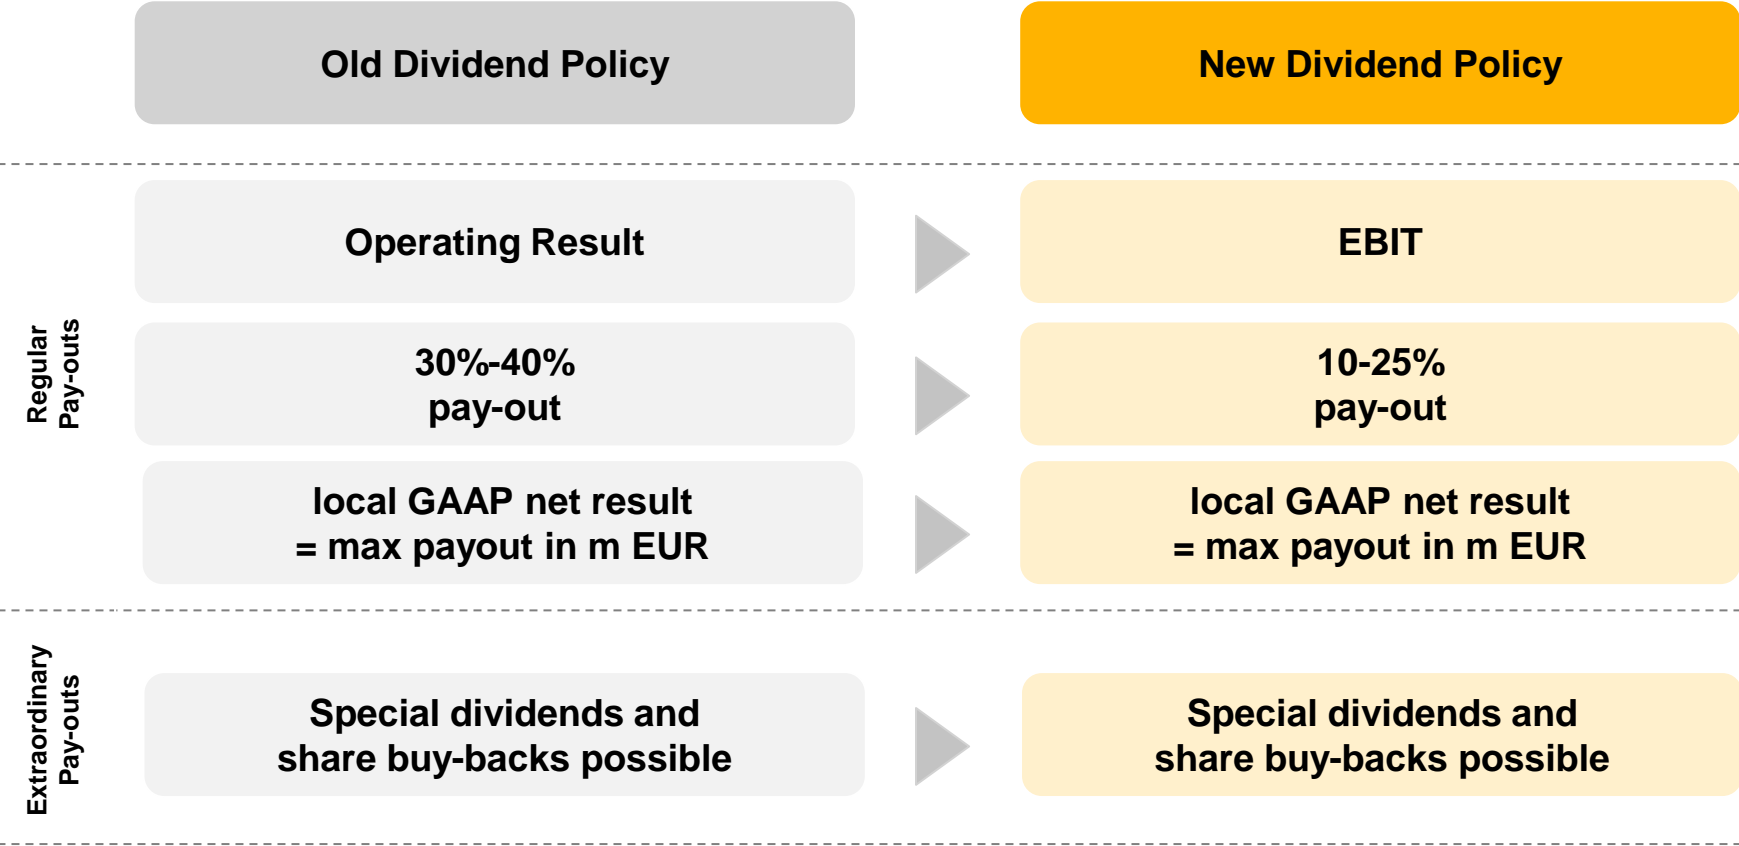 Old Dividend Policy
New Dividend Policy
Regular
Pay-outs
Operating Result
EBIT
30%-40%
pay-out
10-25%
pay-out
local GAAP net result
= max payout in m EUR
local GAAP net result
= max payout in m EUR
Extraordinary
Pay-outs
Special dividends and
share buy-backs possible
Special dividends and
share buy-backs possible